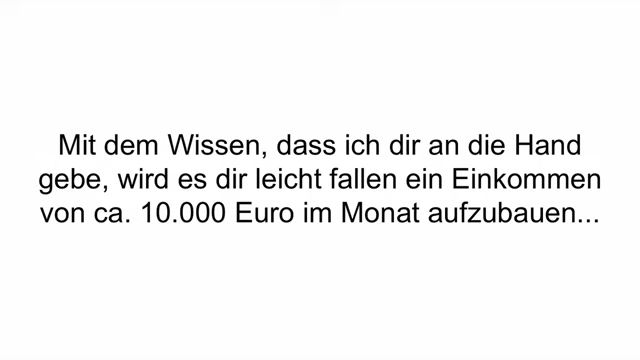 Mit dem Wissen, dass ich dir an die Hand
gebe, wird es dir leicht fallen ein Einkommen
von ca. 10.000 Euro im Monat aufzubauen...